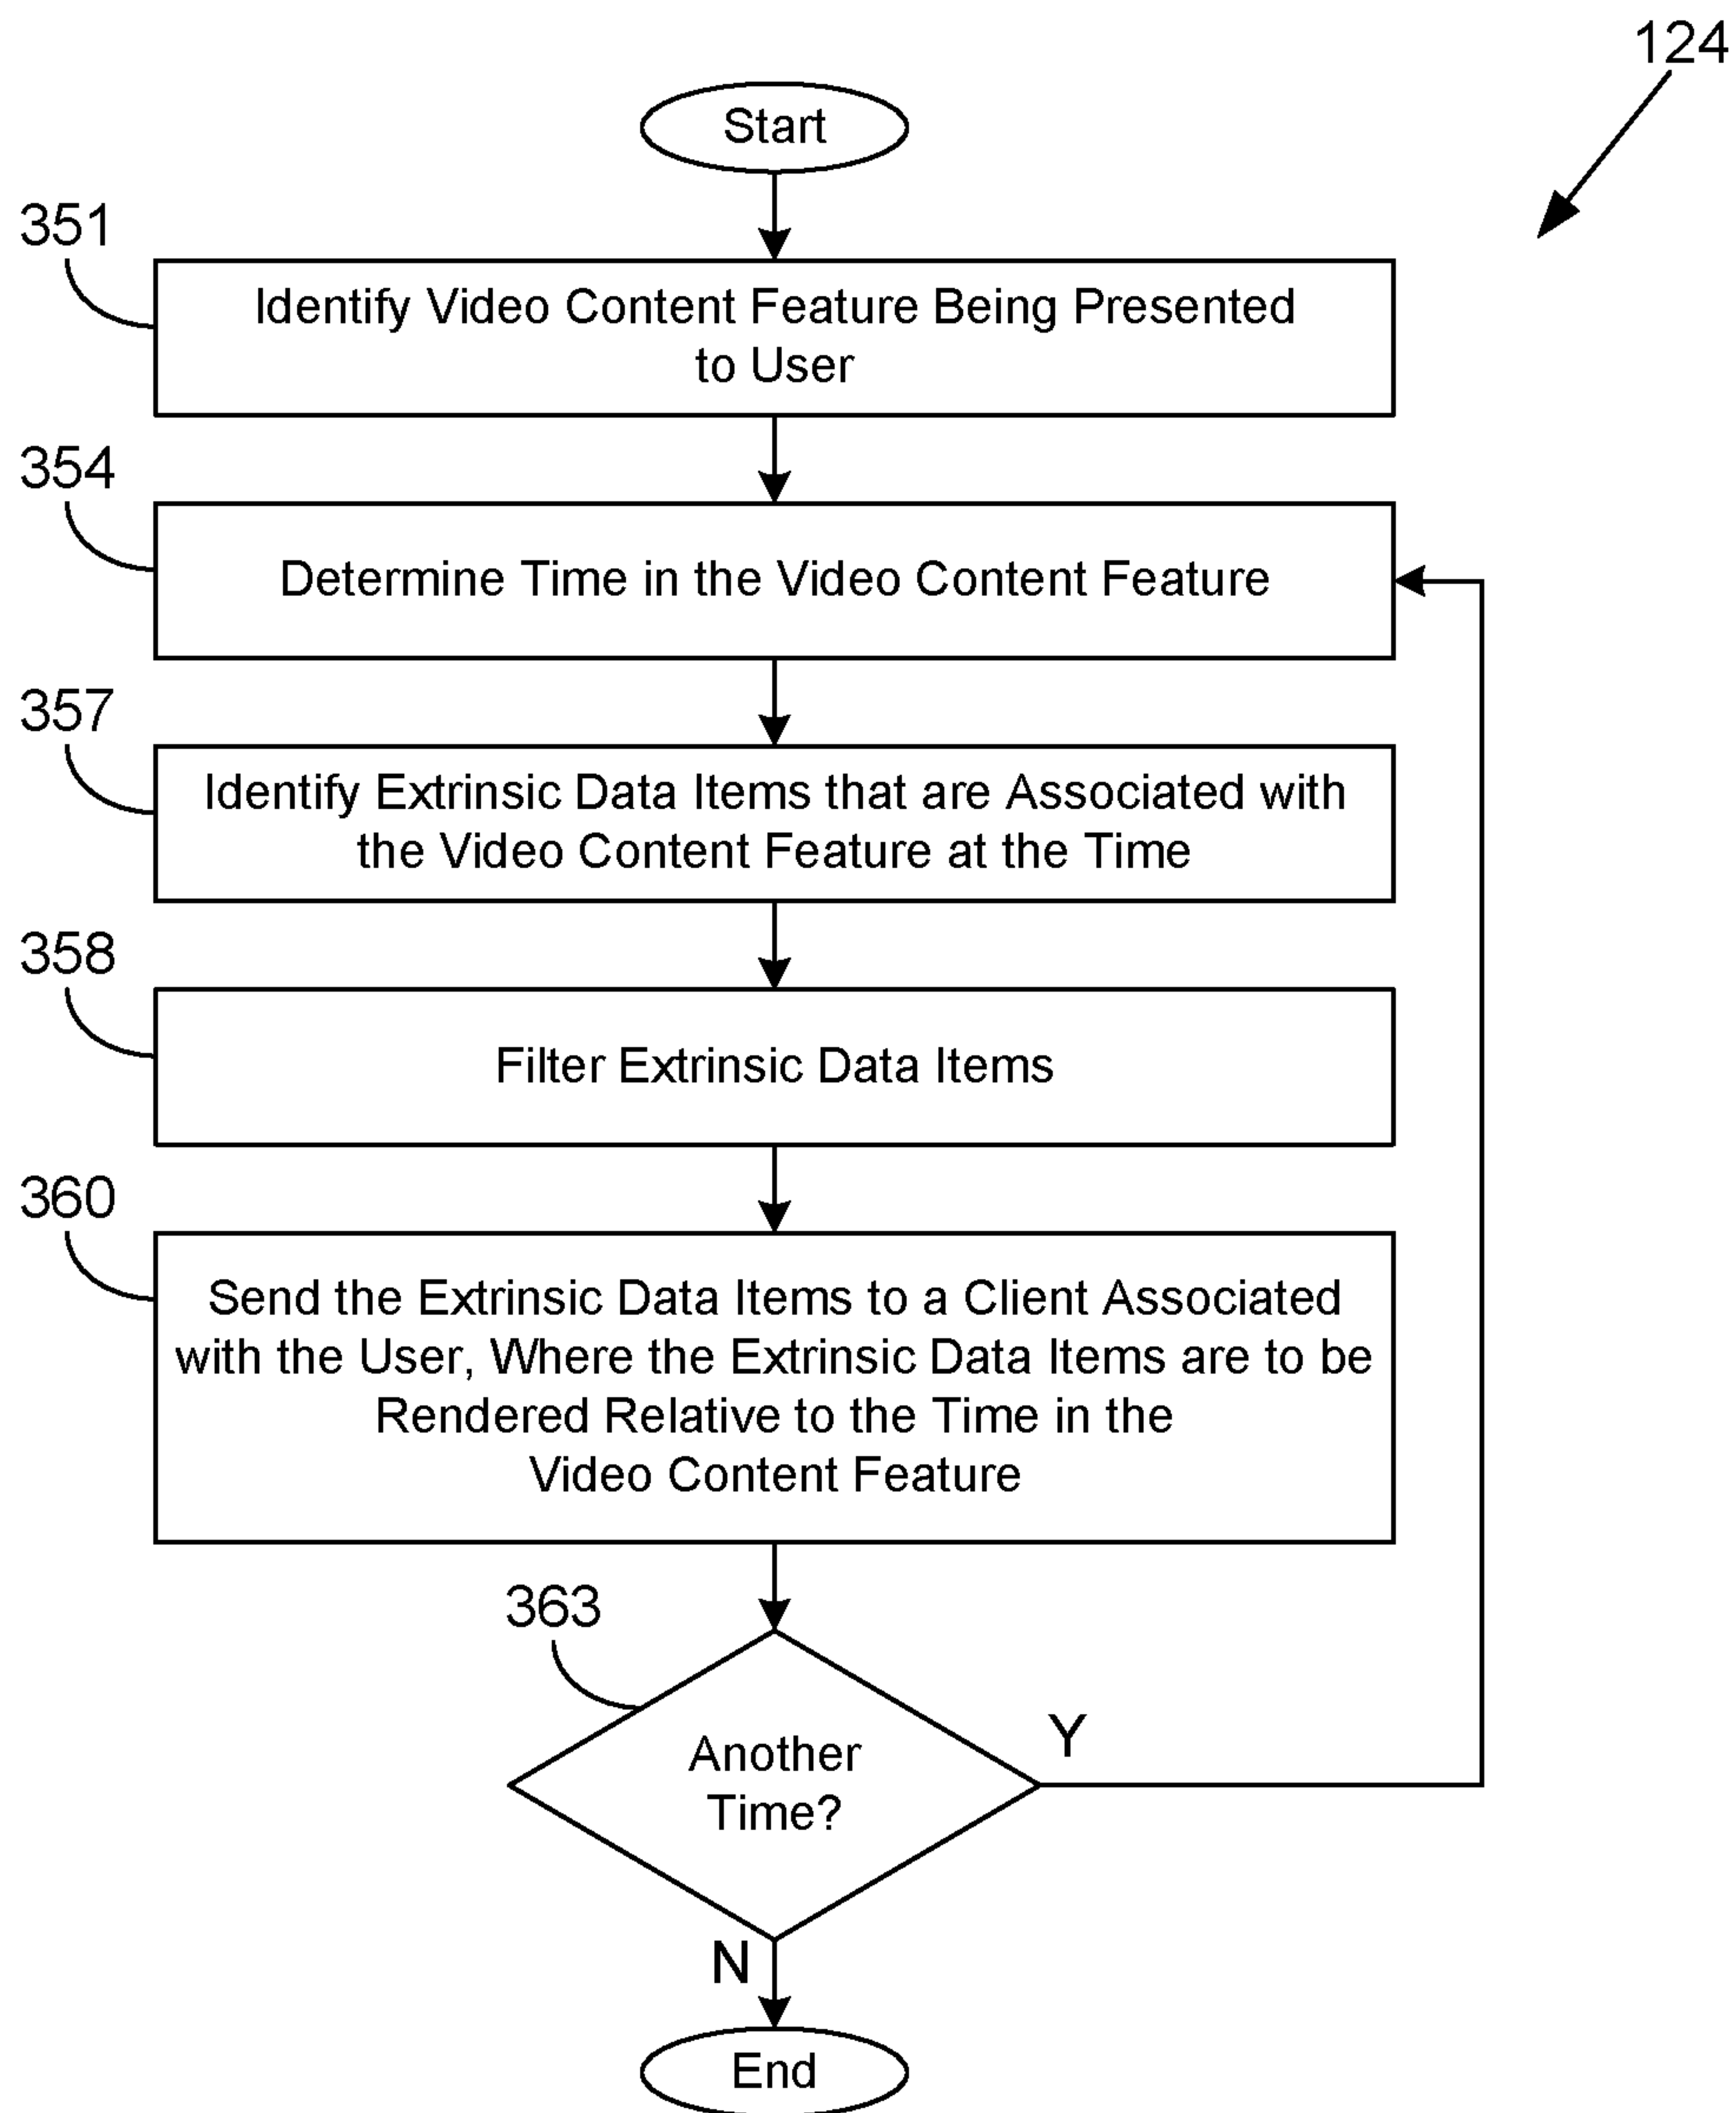 124
Start
351
Identify Video Content Feature Being Presented
to User
354
Determine Time in the Video Content Feature
357
Identify Extrinsic Data Items that are Associated with
the Video Content Feature at the Time
358
Filter Extrinsic Data Items
360
Send the Extrinsic Data Items to a Client Associated
with the User, Where the Extrinsic Data Items are to be
Rendered Relative to the Time in the
Video Content Feature
363
Another
Time?
Y
N
End